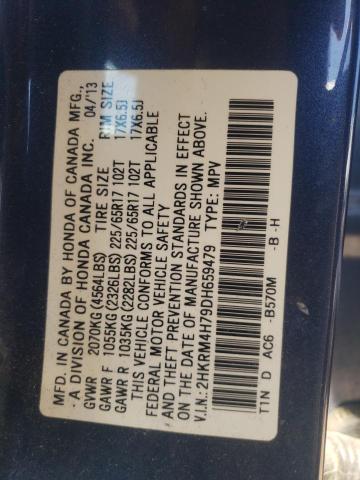 MFD. IN CANADA BY HONDA OF CANADA MFG.,
- A DIVISION OF HONDA CANADA INC. 04/'13
GVWR 2070KG (4564LBS) TIRE SIZE RIM SIZE
GAWR F 1055KG (2326LBS) 225/65R17 102T 17X6.5J
GAWR R 1035KG (2282LBS) 225/65R17 102T 17X6.5J
THIS VEHICLE CONFORMS TO ALL APPLICABLE
FEDERAL MOTOR VEHICLE SAFETY
AND THEFT PREVENTION STANDARDS IN EFFECT
ON THE DATE OF MANUFACTURE SHOWN ABOVE.
V.I.N.: 2HKRM4H79DH659479 TYPE: MPV
T1N D AC6 -B570M -B -H